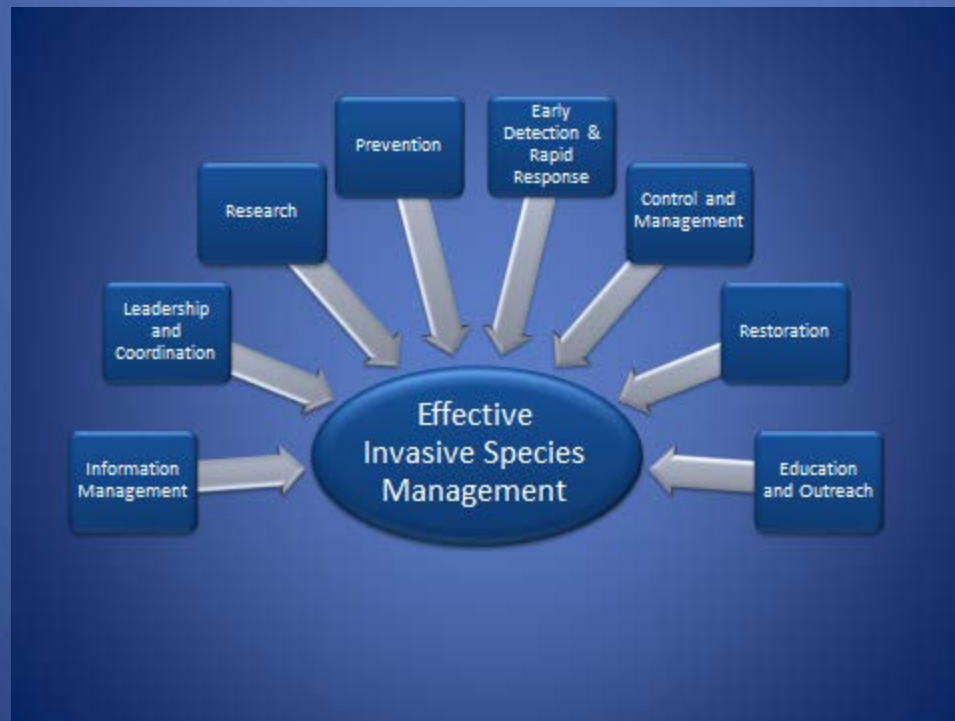 Information
Management
Leadership
and
Coordination
Research
Prevention
Early
Detection &
Rapid
Response
Control and
Management
Restoration
Education
and Outreach
Effective
Invasive Species
Management